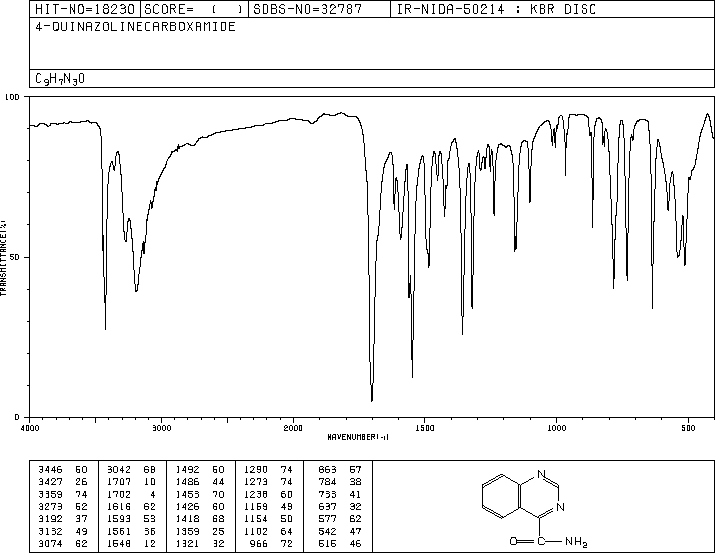 HIT-NO=18230 SCORE= ( ) SDBS-NO=32787 IR-NIDA-50214 : KBR DISC
4-QUINAZOLINECARBOXAMIDE
C9H7N3O
100
50
0
TRANSMITTANCE(%)
4000 3000 2000 1500 1000 500
WAVENUMBER(-1)
3446 60 3042 68 1492 60 1290 74 863 57
3427 26 1707 10 1486 44 1273 74 784 38
3359 74 1702 4 1453 70 1238 60 733 41
3273 52 1616 62 1426 60 1159 49 637 32
3192 37 1593 53 1418 68 1154 50 577 62
3132 49 1561 36 1359 25 1102 64 542 47
3074 62 1548 12 1321 32 966 72 515 46
N
N
O C NH2